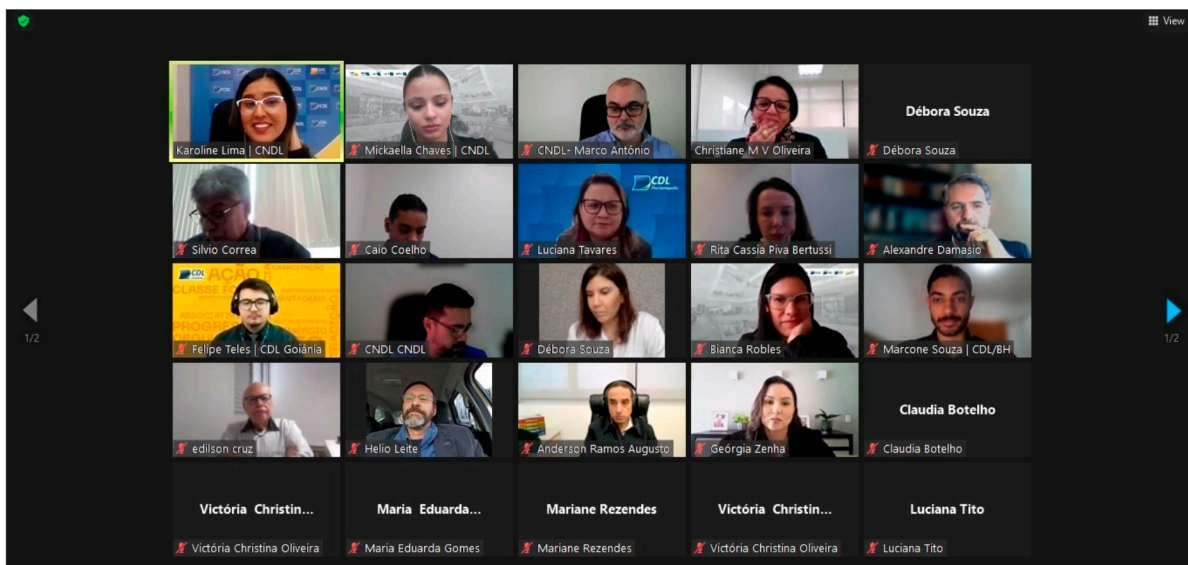 View
Karoline Lima | CNDL
Mickaella Chaves | CNDL
CNDL- Marco Antônio
Christiane M V Oliveira
Débora Souza
Débora Souza
Silvio Correa
Caio Coelho
CDL
Luciana Tavares
Rita Cassia Piva Bertussi
Alexandre Damasio
1/2
CDL
AÇÃO
CAPACITAÇÃO
Felipe Teles | CDL Goiânia
CNDL CNDL
Débora Souza
Bianca Robles
Marcone Souza | CDL/BH
1/2
edilson cruz
Helio Leite
Anderson Ramos Augusto
Geórgia Zenha
Claudia Botelho
Claudia Botelho
Victória Christin...
Maria Eduarda...
Mariane Rezendes
Victória Christin...
Luciana Tito
Victória Christina Oliveira
Maria Eduarda Gomes
Mariane Rezendes
Victória Christina Oliveira
Luciana Tito